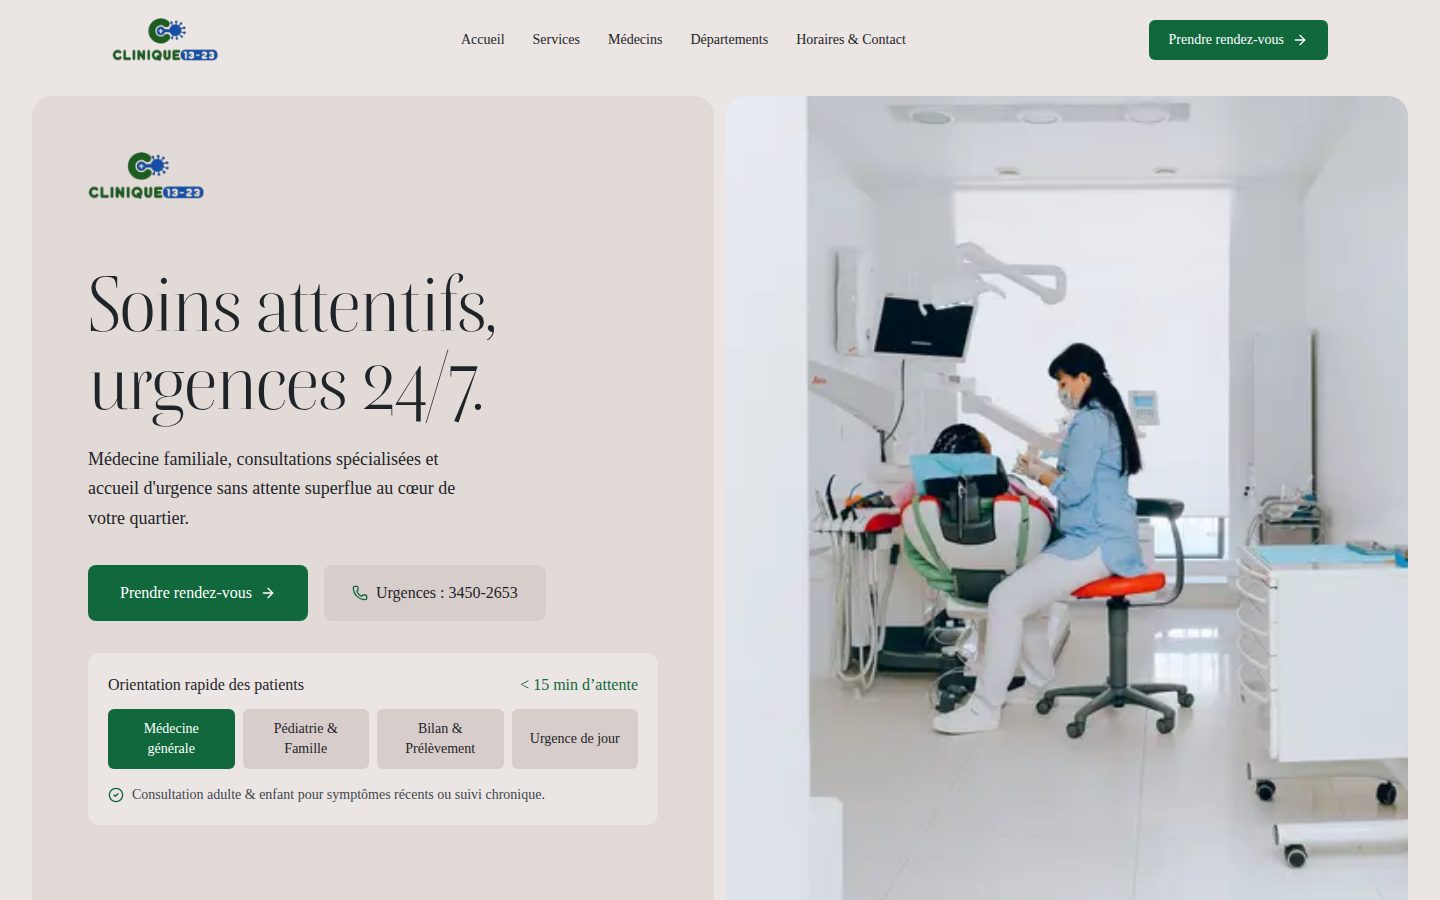 CLINIQUE 13-23
Accueil
Services
Médecins
Départements
Horaires & Contact
Prendre rendez-vous
CLINIQUE 13-23
Soins attentifs,
urgences 24/7.
Médecine familiale, consultations spécialisées et
accueil d'urgence sans attente superflue au cœur de
votre quartier.
Prendre rendez-vous
Urgences : 3450-2653
Orientation rapide des patients
< 15 min d’attente
Médecine
générale
Pédiatrie &
Famille
Bilan &
Prélèvement
Urgence de jour
Consultation adulte & enfant pour symptômes récents ou suivi chronique.